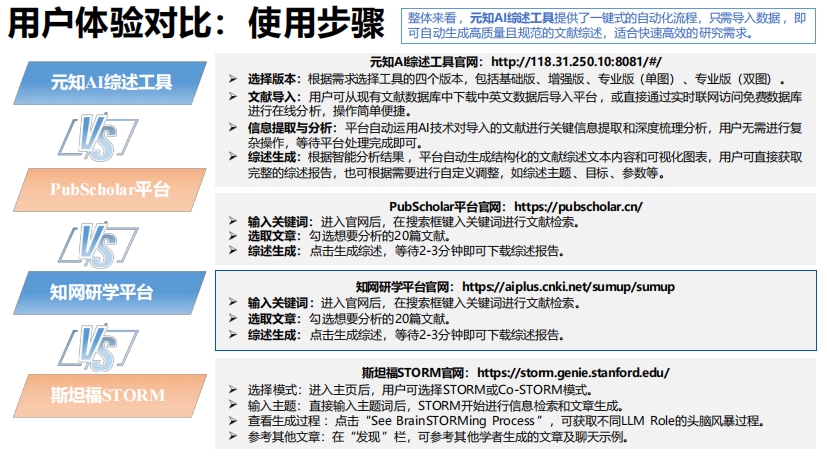 用户体验对比：使用步骤
整体来看，元知AI综述工具提供了一键式的自动化流程，只需导入数据，即
可自动生成高质量且规范的文献综述，适合快速高效的研究需求。
元知AI综述工具
VS
PubScholar平台
VS
知网研学平台
VS
斯坦福STORM
元知AI综述工具官网：http://118.31.250.10:8081/#/
➢ 选择版本：根据需求选择工具的四个版本，包括基础版、增强版、专业版（单图）、专业版（双图）。
➢ 文献导入：用户可从现有文献数据库中下载中英文数据后导入平台，或直接通过实时联网访问免费数据库
进行在线分析，操作简单便捷。
➢ 信息提取与分析：平台自动运用AI技术对导入的文献进行关键信息提取和深度梳理分析，用户无需进行复
杂操作，等待平台处理完成即可。
➢ 综述生成：根据智能分析结果，平台自动生成结构化的文献综述文本内容和可视化图表，用户可直接获取
完整的综述报告，也可根据需要进行自定义调整，如综述主题、目标、参数等。
PubScholar平台官网：https://pubscholar.cn/
➢ 输入关键词：进入官网后，在搜索框键入关键词进行文献检索。
➢ 选取文章：勾选想要分析的20篇文献。
➢ 综述生成：点击生成综述，等待2-3分钟即可下载综述报告。
知网研学平台官网：https://aiplus.cnki.net/sumup/sumup
➢ 输入关键词：进入官网后，在搜索框键入关键词进行文献检索。
➢ 选取文章：勾选想要分析的20篇文献。
➢ 综述生成：点击生成综述，等待2-3分钟即可下载综述报告。
斯坦福STORM官网：https://storm.genie.stanford.edu/
➢ 选择模式：进入主页后，用户可选择STORM或Co-STORM模式。
➢ 输入主题：直接输入主题词后，STORM开始进行信息检索和文章生成。
➢ 查看生成过程：点击“See BrainSTORMing Process”，可获取不同LLM Role的头脑风暴过程。
➢ 参考其他文章：在“发现”栏，可参考其他学者生成的文章及聊天示例。